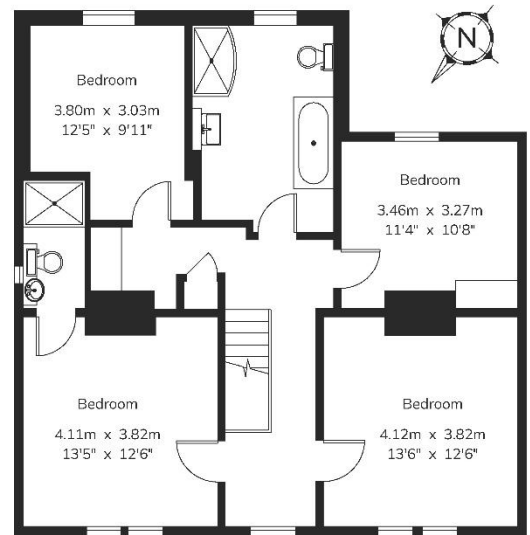 N
Bedroom
3.80m x 3.03m
12'5" x 9'11"
Bedroom
3.46m x 3.27m
11'4" x 10'8"
Bedroom
4.11m x 3.82m
13'5" x 12'6"
Bedroom
4.12m x 3.82m
13'6" x 12'6"